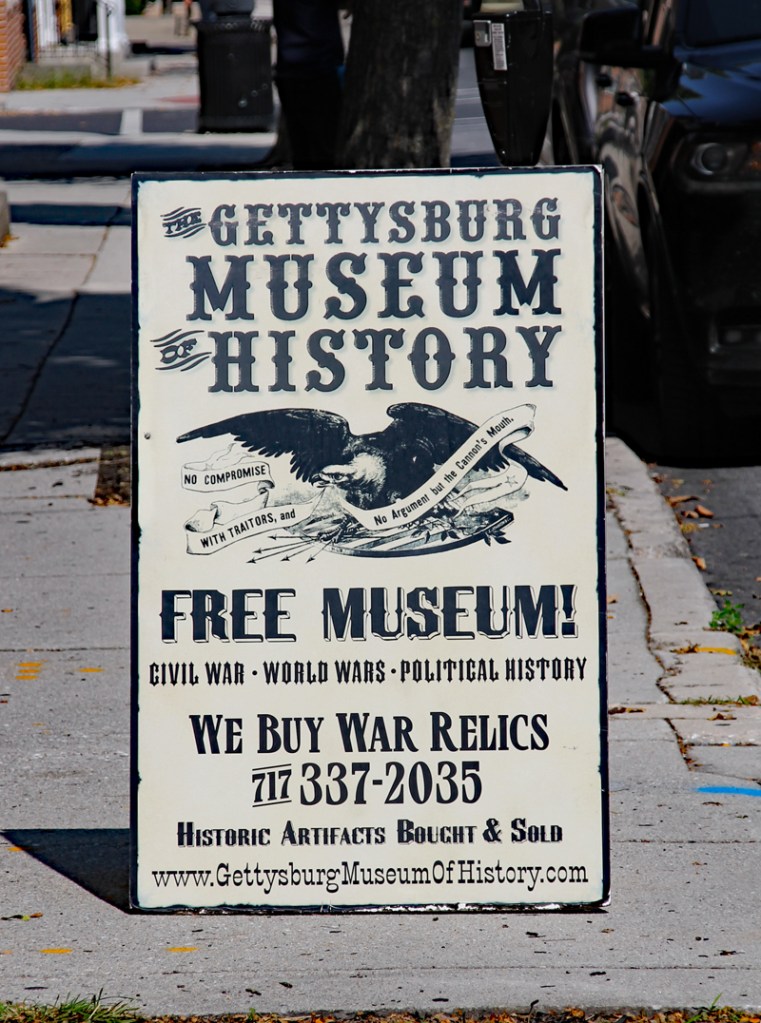 THE GETTYSBURG
MUSEUM
OF HISTORY
NO COMPROMISE
WITH TRAITORS, and
No Argument but the Cannon's Mouth.
FREE MUSEUM!
CIVIL WAR · WORLD WARS · POLITICAL HISTORY
WE BUY WAR RELICS
717 337-2035
HISTORIC ARTIFACTS BOUGHT & SOLD
www.GettysburgMuseumOfHistory.com